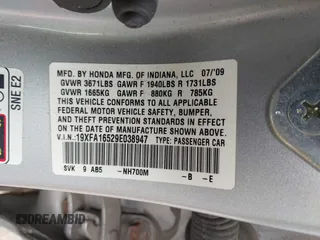 SNE E2
MFD. BY HONDA MFG. OF INDIANA, LLC 07/'09
GVWR 3671LBS GAWR F 1940LBS R 1731LBS
GVWR 1665KG GAWR F 880KG R 785KG
THIS VEHICLE CONFORMS TO ALL APPLICABLE
FEDERAL MOTOR VEHICLE SAFETY, BUMPER,
AND THEFT PREVENTION STANDARDS IN EFFECT
ON THE DATE OF MANUFACTURE SHOWN ABOVE.
V.I.N.: 19XFA16529E038947 TYPE: PASSENGER CAR
SVK 9 AB5 -NH700M -B -E
DREAMBID